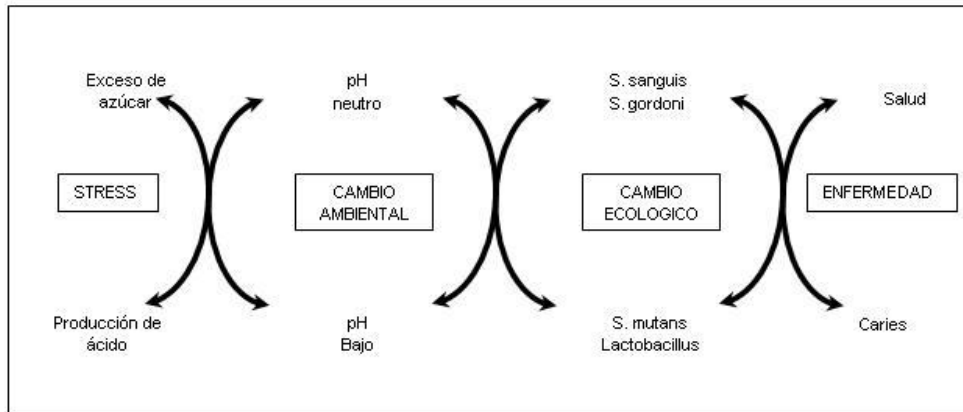 Exceso de
azúcar
pH
neutro
S. sanguis
S. gordoni
Salud
STRESS
CAMBIO
AMBIENTAL
CAMBIO
ECOLOGICO
ENFERMEDAD
Producción de
ácido
pH
Bajo
S. mutans
Lactobacillus
Caries